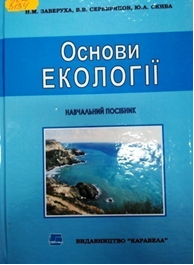 Н.М. ЗАВЕРУХА, В.В. СЕРЕБРЯКОВ, Ю.А. СКИБА
Основи
ЕКОЛОГІЇ
НАВЧАЛЬНИЙ ПОСІБНИК
ВИДАВНИЦТВО "КАРАВЕЛА"